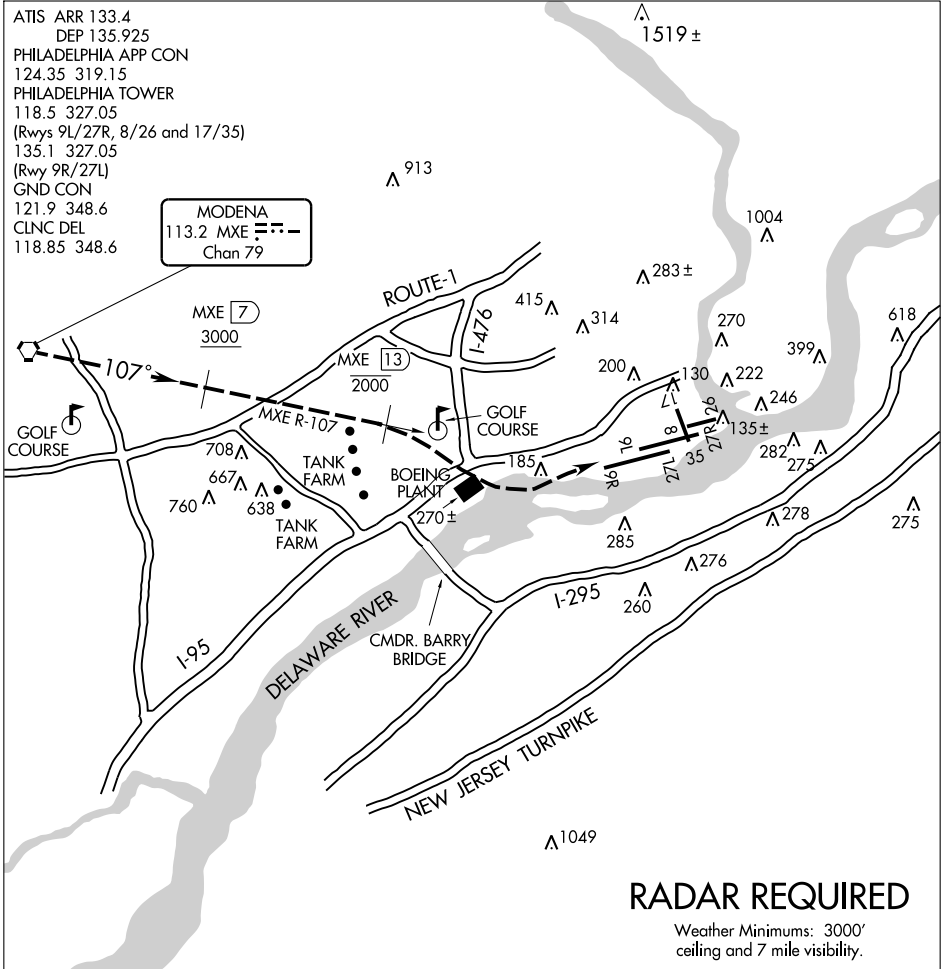 ATIS ARR 133.4
DEP 135.925
PHILADELPHIA APP CON
124.35 319.15
PHILADELPHIA TOWER
118.5 327.05
(Rwys 9L/27R, 8/26 and 17/35)
135.1 327.05
(Rwy 9R/27L)
GND CON
121.9 348.6
CLNC DEL
118.85 348.6
1519 ±
913
MODENA
113.2 MXE
Chan 79
1004
283 ±
ROUTE-1
I-476
415
314
MXE 7
3000
270
618
399
MXE 13
2000
107°
200
130
222
246
MXE R-107
GOLF
COURSE
GOLF
COURSE
17
8
26
135±
9L
27R
35
282
275
708
TANK
FARM
BOEING
PLANT
185
9R
27L
667
760
638
TANK
FARM
270 ±
285
278
275
276
260
I-295
CMDR. BARRY
BRIDGE
I-95
DELAWARE RIVER
NEW JERSEY TURNPIKE
1049
RADAR REQUIRED
Weather Minimums: 3000'
ceiling and 7 mile visibility.